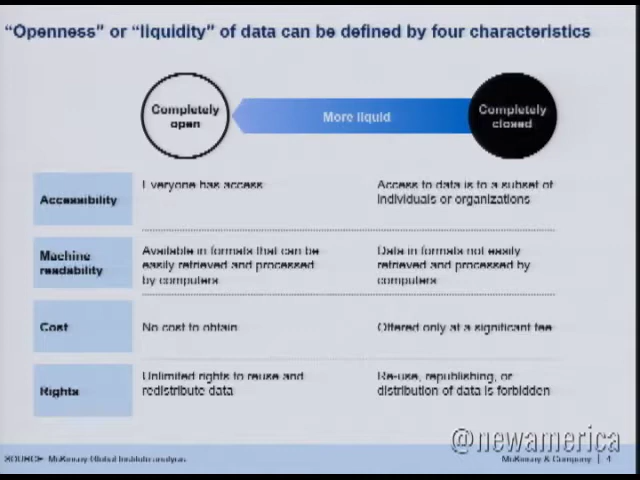 “Openness” or “liquidity” of data can be defined by four characteristics
Completely
open
More liquid
Completely
closed
Accessibility
Everyone has access
Access to data is to a subset of
individuals or organizations
Machine
readability
Available in formats that can be
easily retrieved and processed
by computers
Data in formats not easily
retrieved and processed by
computers
Cost
No cost to obtain
Offered only at a significant fee
Rights
Unlimited rights to reuse and
redistribute data
Re-use, republishing, or
distribution of data is forbidden
@newamerica
SOURCE: McKinsey Global Institute analysis
McKinsey & Company | 4